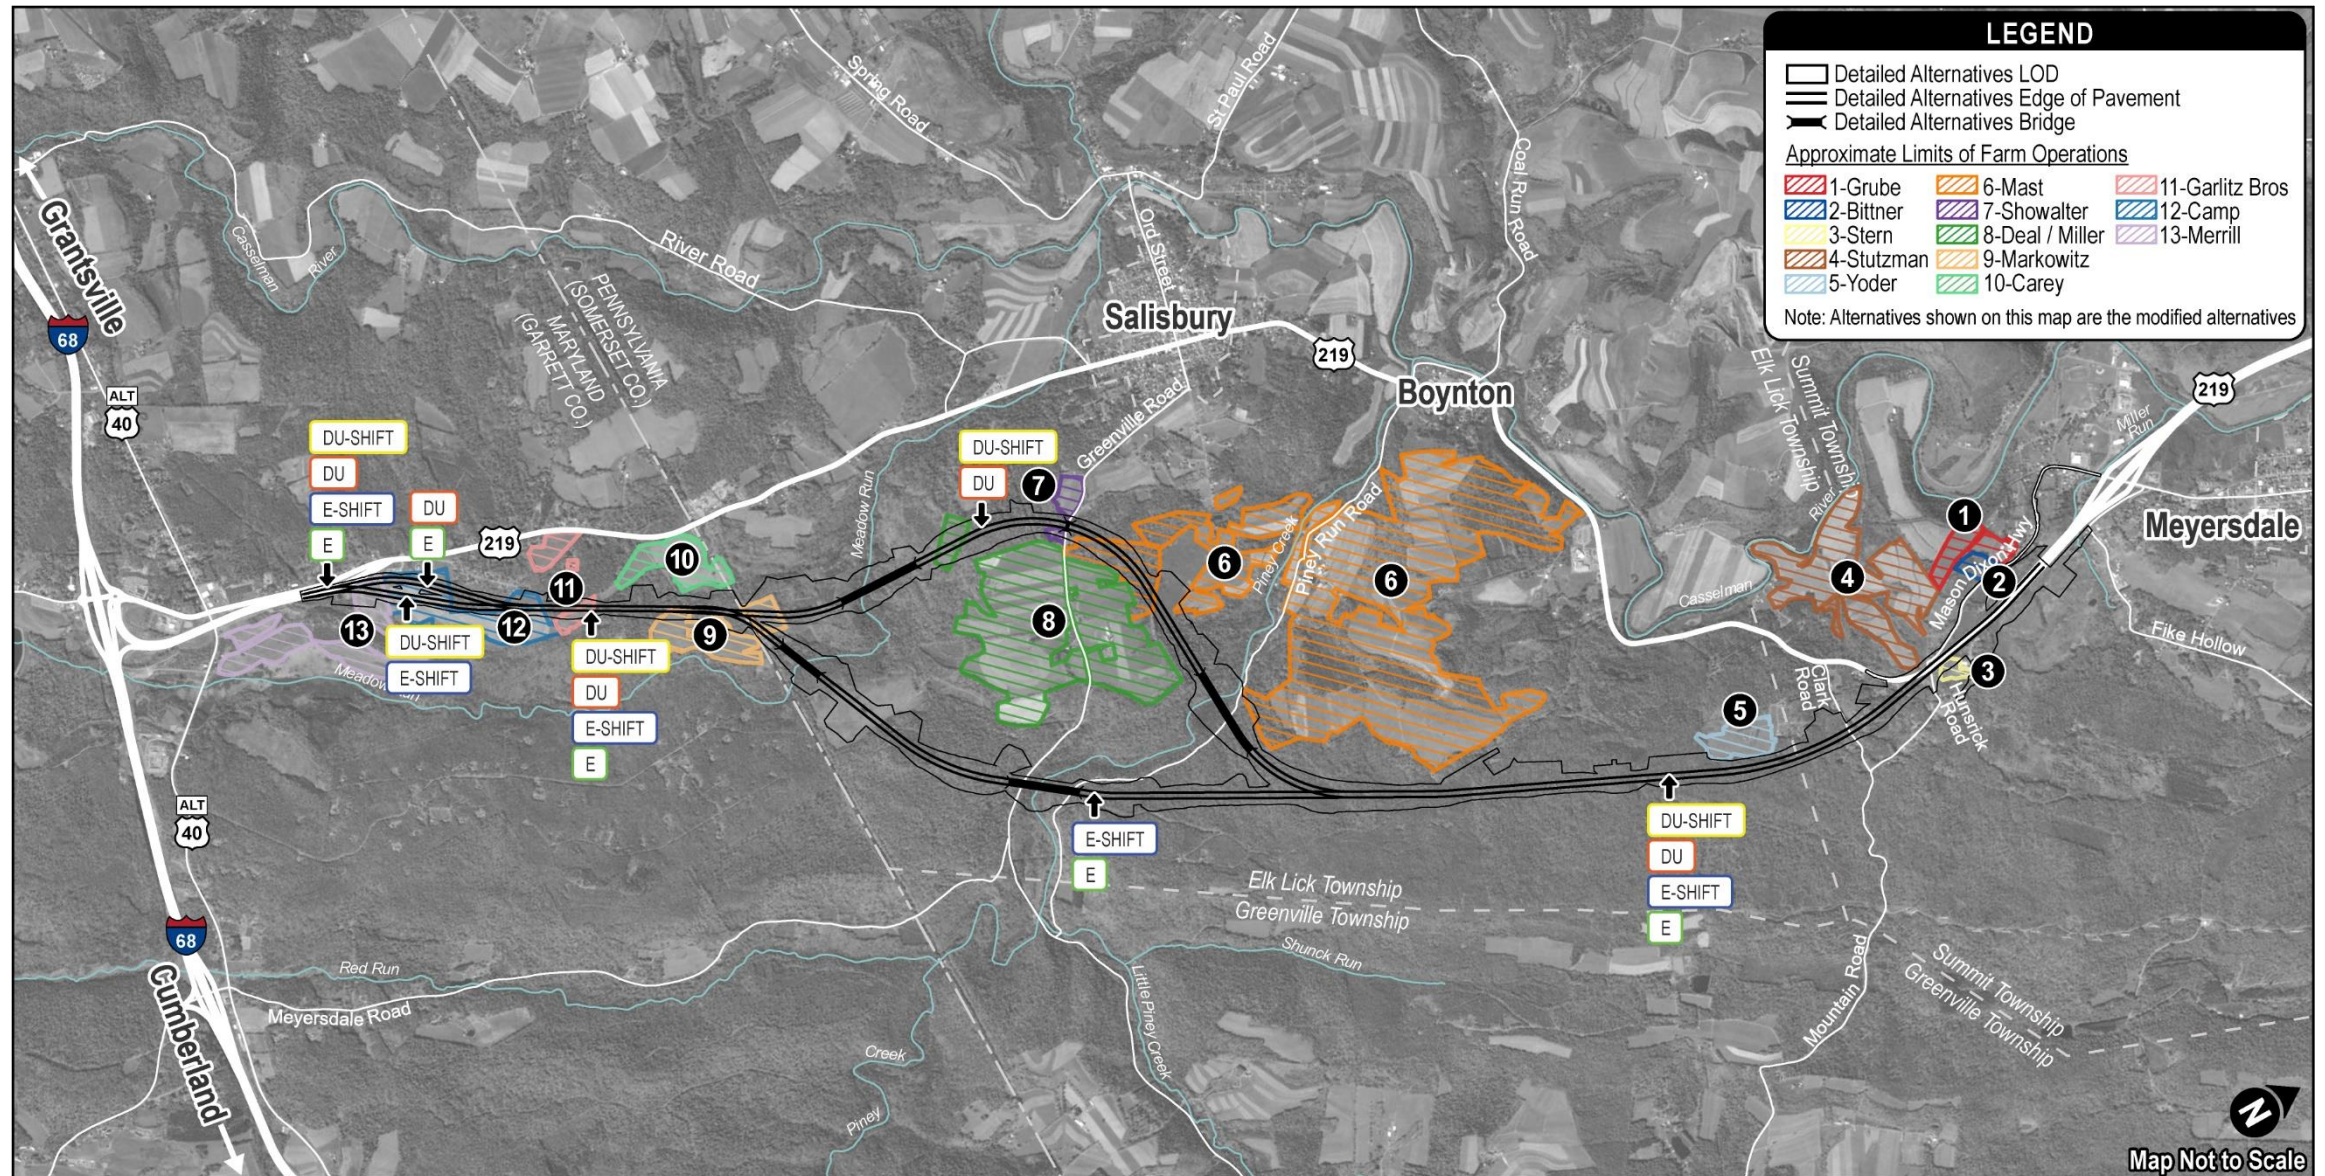 LEGEND
Detailed Alternatives LOD
Detailed Alternatives Edge of Pavement
Detailed Alternatives Bridge
Approximate Limits of Farm Operations
1-Grube
2-Bittner
3-Stern
4-Stutzman
5-Yoder
6-Mast
7-Showalter
8-Deal / Miller
9-Markowitz
10-Carey
11-Garlitz Bros
12-Camp
13-Merrill
Note: Alternatives shown on this map are the modified alternatives
Spring Road
St Paul Road
Coal Run Road
Grantsville
Casselman
River
River Road
Ord Street
PENNSYLVANIA
(SOMERSET CO.)
MARYLAND
(GARRETT CO.)
Salisbury
219
Boynton
68
ALT
40
Elk Lick Township
Summit Township
219
Miller
Run
Meyersdale
Greenville Road
DU-SHIFT
DU
E-SHIFT
E
DU
E
219
DU-SHIFT
DU
7
Meadow Run
10
11
12
13
9
8
6
6
Piney Creek
Piney Run Road
River
Casselman
4
1
2
Mason Dixon Hwy
Fike Hollow
3
Hunsrick
Road
Clark
Road
5
DU-SHIFT
E-SHIFT
Meadow Run
DU-SHIFT
DU
E-SHIFT
E
E-SHIFT
E
DU-SHIFT
DU
E-SHIFT
E
ALT
40
68
Cumberland
Red Run
Meyersdale Road
Elk Lick Township
Greenville Township
Shunck Run
Little Piney Creek
Creek
Piney
Mountain Road
Summit Township
Greenville Township
N
Map Not to Scale